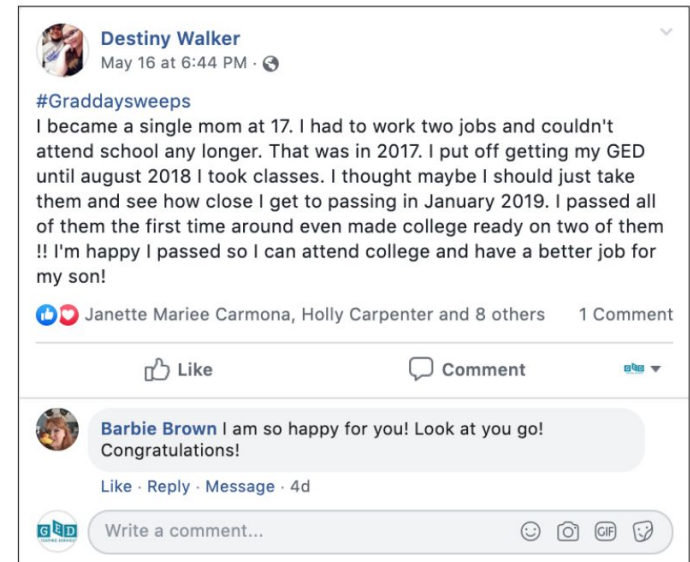 Destiny Walker
May 16 at 6:44 PM ·
#Graddaysweeps
I became a single mom at 17. I had to work two jobs and couldn't
attend school any longer. That was in 2017. I put off getting my GED
until august 2018 I took classes. I thought maybe I should just take
them and see how close I get to passing in January 2019. I passed all
of them the first time around even made college ready on two of them
!! I'm happy I passed so I can attend college and have a better job for
my son!
Janette Mariee Carmona, Holly Carpenter and 8 others 1 Comment
Like Comment GED
Barbie Brown I am so happy for you! Look at you go!
Congratulations!
Like · Reply · Message · 4d
GED Write a comment... GIF